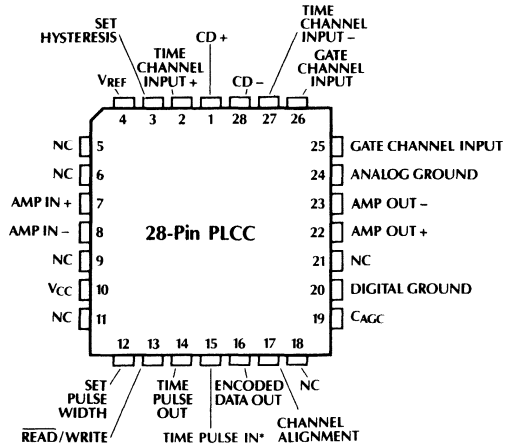 SET
HYSTERESIS
VREF
TIME
CHANNEL
INPUT +
CD +
CD -
TIME
CHANNEL
INPUT -
GATE
CHANNEL
INPUT
4 3 2 1 28 27 26
NC 5
NC 6
AMP IN + 7
AMP IN - 8
NC 9
VCC 10
NC 11
28-Pin PLCC
25 GATE CHANNEL INPUT
24 ANALOG GROUND
23 AMP OUT -
22 AMP OUT +
21 NC
20 DIGITAL GROUND
19 CAGC
12 13 14 15 16 17 18
SET
PULSE
WIDTH
READ/WRITE
TIME
PULSE
OUT
TIME PULSE IN*
ENCODED
DATA OUT
CHANNEL
ALIGNMENT
NC